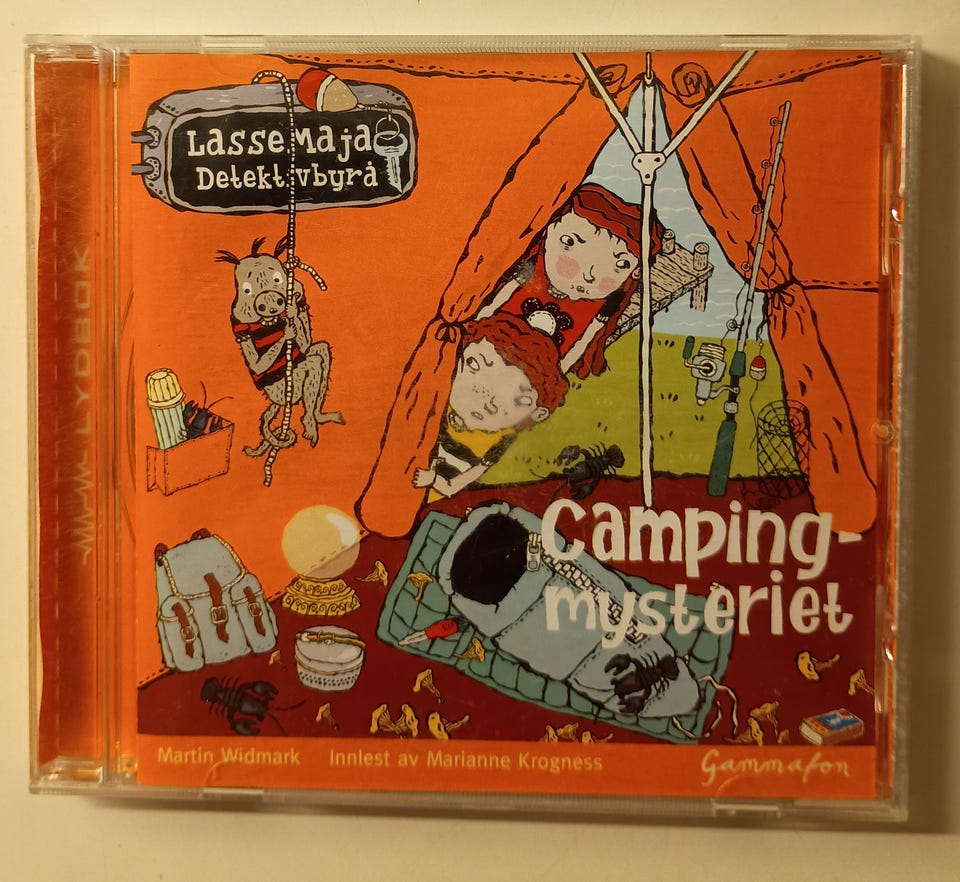 LYDBOK
LasseMaja
Detektivbyrå
Camping-
mysteriet
Martin Widmark Innlest av Marianne Krogness Gammafon